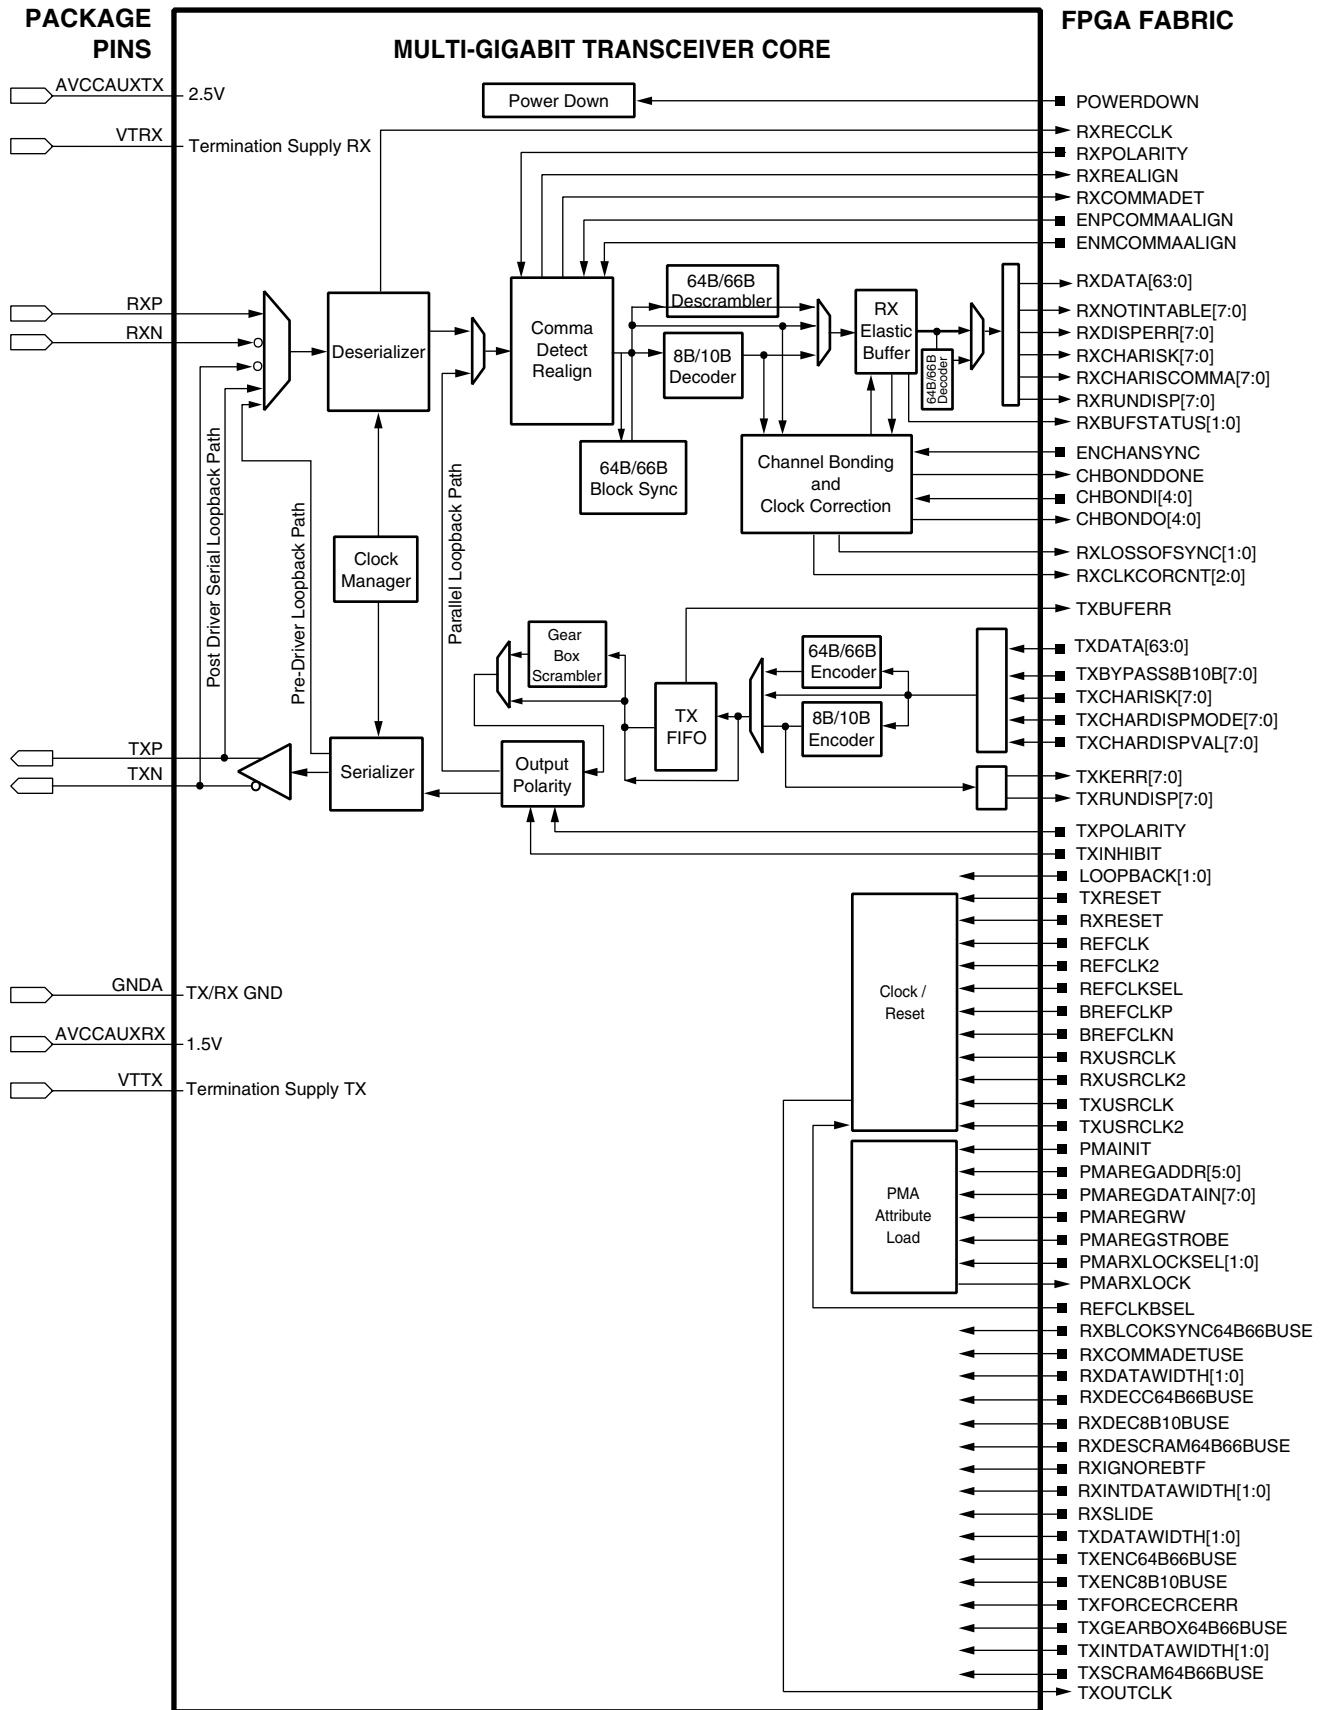 PACKAGE
PINS
MULTI-GIGABIT TRANSCEIVER CORE
FPGA FABRIC
AVCCAUXTX
2.5V
VTRX
Termination Supply RX
RXP
RXN
Power Down
POWERDOWN
RXRECCLK
RXPOLARITY
RXREALIGN
RXCOMMADET
ENPCOMMAALIGN
ENMCOMMAALIGN
Deserializer
Comma
Detect
Realign
64B/66B
Descrambler
8B/10B
Decoder
64B/66B
Block Sync
RX
Elastic
Buffer
64B/66B
Decoder
Channel Bonding
and
Clock Correction
RXDATA[63:0]
RXNOTINTABLE[7:0]
RXDISPERR[7:0]
RXCHARISK[7:0]
RXCHARISCOMMA[7:0]
RXRUNDISP[7:0]
RXBUFSTATUS[1:0]
ENCHANSYNC
CHBONDDONE
CHBONDI[4:0]
CHBONDO[4:0]
RXLOSSOFSYNC[1:0]
RXCLKCORCNT[2:0]
Post Driver Serial Loopback Path
Pre-Driver Loopback Path
Clock
Manager
Parallel Loopback Path
TXBUFERR
Gear
Box
Scrambler
TX
FIFO
64B/66B
Encoder
8B/10B
Encoder
TXDATA[63:0]
TXBYPASS8B10B[7:0]
TXCHARISK[7:0]
TXCHARDISPMODE[7:0]
TXCHARDISPVAL[7:0]
TXKERR[7:0]
TXRUNDISP[7:0]
TXP
TXN
Serializer
Output
Polarity
TXPOLARITY
TXINHIBIT
LOOPBACK[1:0]
TXRESET
RXRESET
REFCLK
REFCLK2
REFCLKSEL
BREFCLKP
BREFCLKN
RXUSRCLK
RXUSRCLK2
TXUSRCLK
TXUSRCLK2
Clock /
Reset
GNDA
TX/RX GND
AVCCAUXRX
1.5V
VTTX
Termination Supply TX
PMA
Attribute
Load
PMAINIT
PMAREGADDR[5:0]
PMAREGDATAIN[7:0]
PMAREGRW
PMAREGSTROBE
PMARXLOCKSEL[1:0]
PMARXLOCK
REFCLKBSEL
RXBLCOKSYNC64B66BUSE
RXCOMMADETUSE
RXDATAWIDTH[1:0]
RXDECC64B66BUSE
RXDEC8B10BUSE
RXDESCRAM64B66BUSE
RXIGNOREBTF
RXINTDATAWIDTH[1:0]
RXSLIDE
TXDATAWIDTH[1:0]
TXENC64B66BUSE
TXENC8B10BUSE
TXFORCECRCERR
TXGEARBOX64B66BUSE
TXINTDATAWIDTH[1:0]
TXSCRAM64B66BUSE
TXOUTCLK